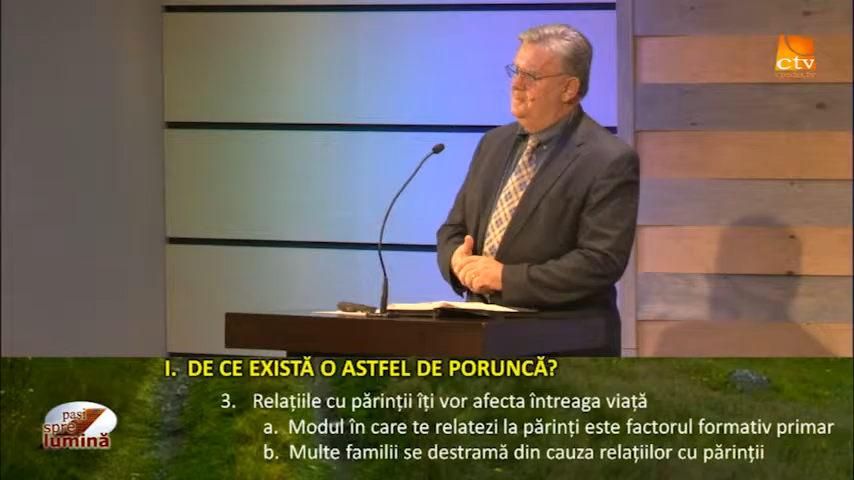 ctv
I. DE CE EXISTĂ O ASTFEL DE PORUNCĂ?
3. Relațiile cu părinții îți vor afecta întreaga viață
a. Modul în care te relatezi la părinți este factorul formativ primar
b. Multe familii se destramă din cauza relațiilor cu părinții
pași
spre
lumină